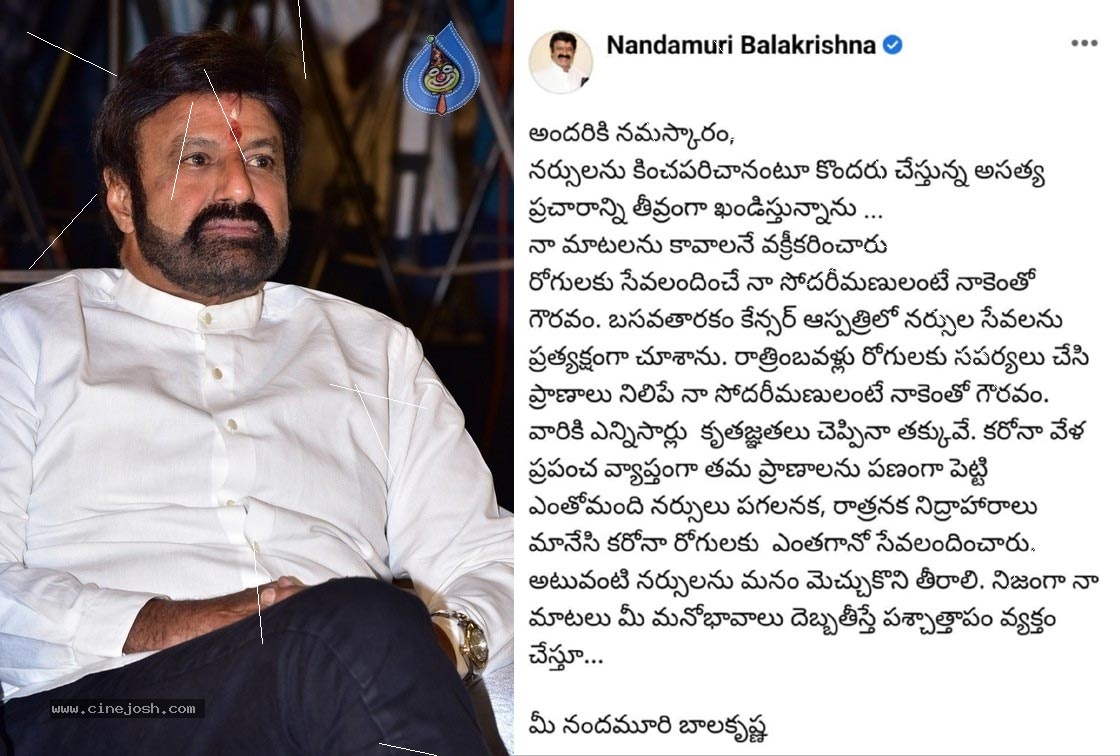 Nandamuri Balakrishna
అందరికి నమస్కారం,
నర్సులను కించపరిచానంటూ కొందరు చేస్తున్న అసత్య
ప్రచారాన్ని తీవ్రంగా ఖండిస్తున్నాను ...
నా మాటలను కావాలనే వక్రీకరించారు
రోగులకు సేవలందించే నా సోదరీమణులంటే నాకెంతో
గౌరవం. బసవతారకం కేన్సర్ ఆస్పత్రిలో నర్సుల సేవలను
ప్రత్యక్షంగా చూశాను. రాత్రింబవళ్లు రోగులకు సపర్యలు చేసి
ప్రాణాలు నిలిపే నా సోదరీమణులంటే నాకెంతో గౌరవం.
వారికి ఎన్నిసార్లు కృతజ్ఞతలు చెప్పినా తక్కువే. కరోనా వేళ
ప్రపంచ వ్యాప్తంగా తమ ప్రాణాలను పణంగా పెట్టి
ఎంతోమంది నర్సులు పగలనక, రాత్రనక నిద్రాహారాలు
మానేసి కరోనా రోగులకు ఎంతగానో సేవలందించారు.
అటువంటి నర్సులను మనం మెచ్చుకొని తీరాలి. నిజంగా నా
మాటలు మీ మనోభావాలు దెబ్బతీస్తే పశ్చాత్తాపం వ్యక్తం
చేస్తూ...
మీ నందమూరి బాలకృష్ణ
www.cinejosh.com